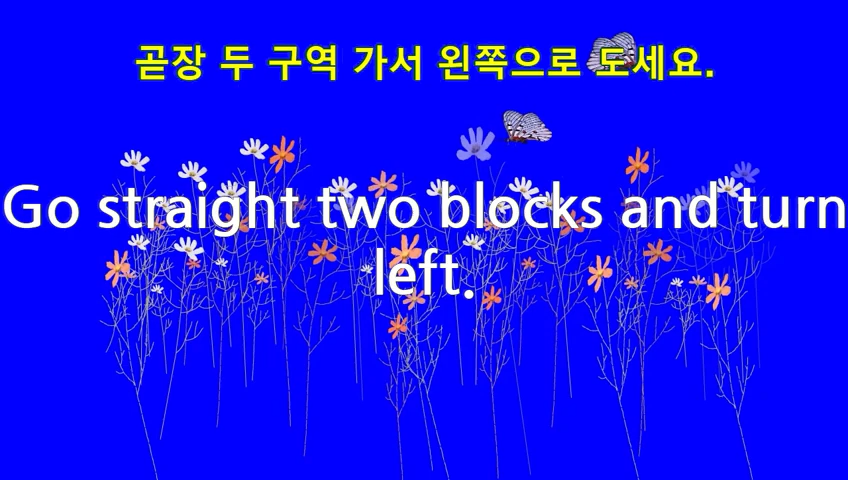 곧장 두 구역 가서 왼쪽으로 도세요.
Go straight two blocks and turn
left.